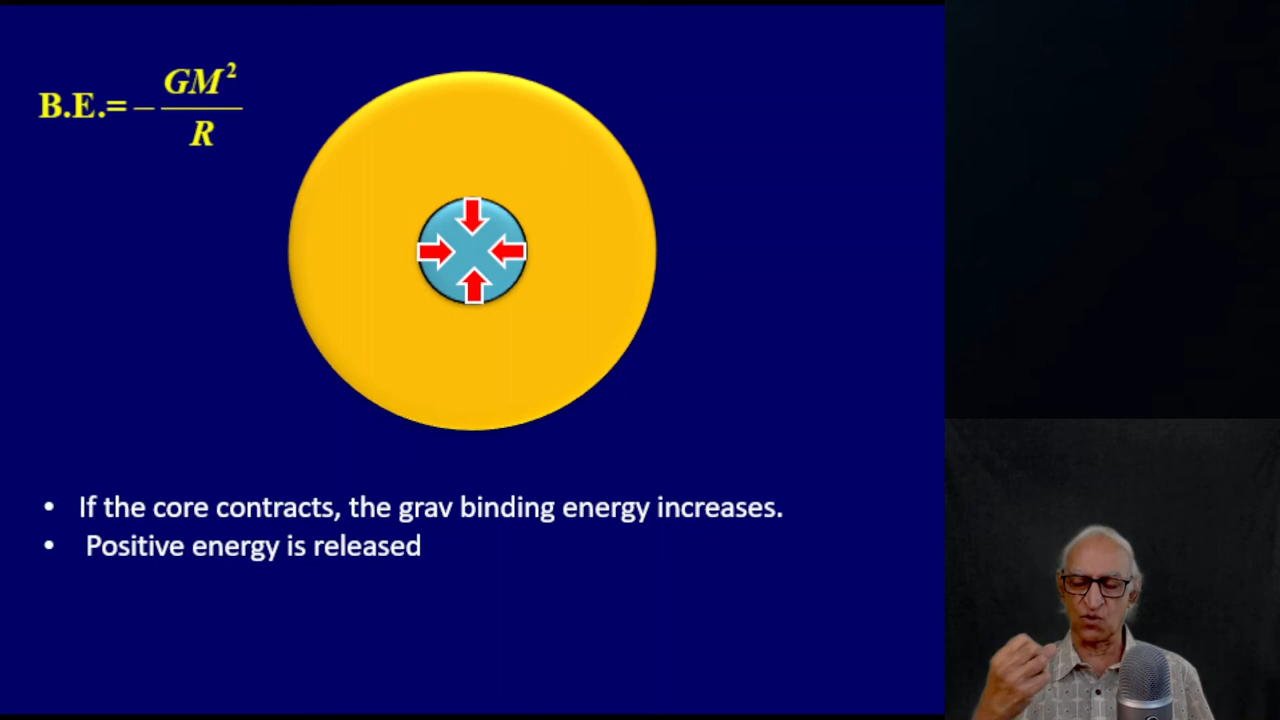 B.E.= − GM²/R
• If the core contracts, the grav binding energy increases.
• Positive energy is released